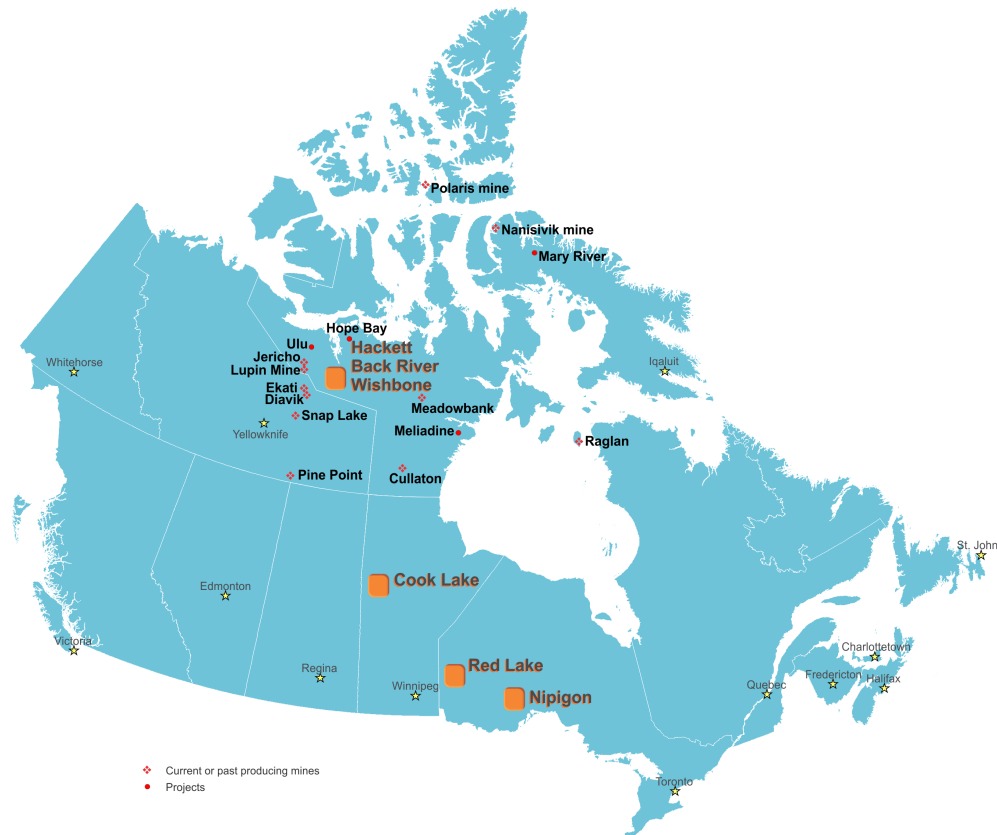 Polaris mine
Nanisivik mine
Mary River
Hope Bay
Ulu
Hackett
Jericho
Back River
Lupin Mine
Wishbone
Whitehorse
Iqaluit
Ekati
Diavik
Meadowbank
Snap Lake
Yellowknife
Meliadine
Raglan
Pine Point
Cullaton
St. John
Cook Lake
Edmonton
Victoria
Charlottetown
Red Lake
Regina
Fredericton
Halifax
Winnipeg
Quebec
Nipigon
Current or past producing mines
Projects
Toronto